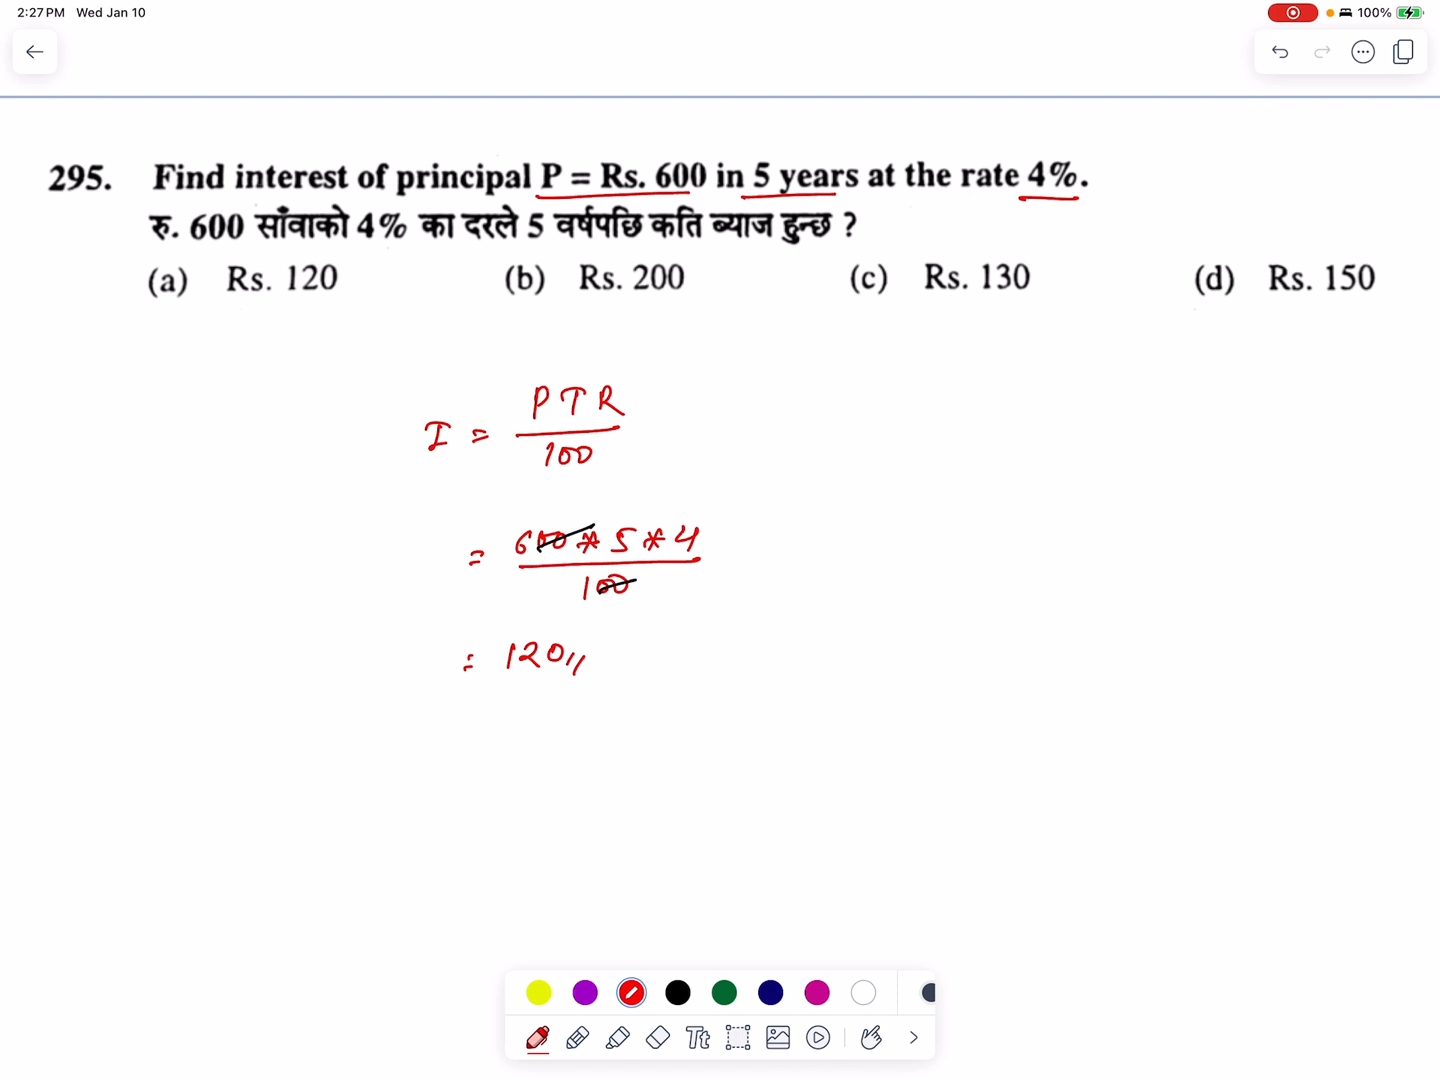 2:27 PM Wed Jan 10
100%
295. Find interest of principal P = Rs. 600 in 5 years at the rate 4%.
रु. 600 साँवाको 4% का दरले 5 वर्षपछि कति ब्याज हुन्छ ?
(a) Rs. 120 (b) Rs. 200 (c) Rs. 130 (d) Rs. 150
I = PTR
100
= 600 * 5 * 4
100
= 120//
Tt